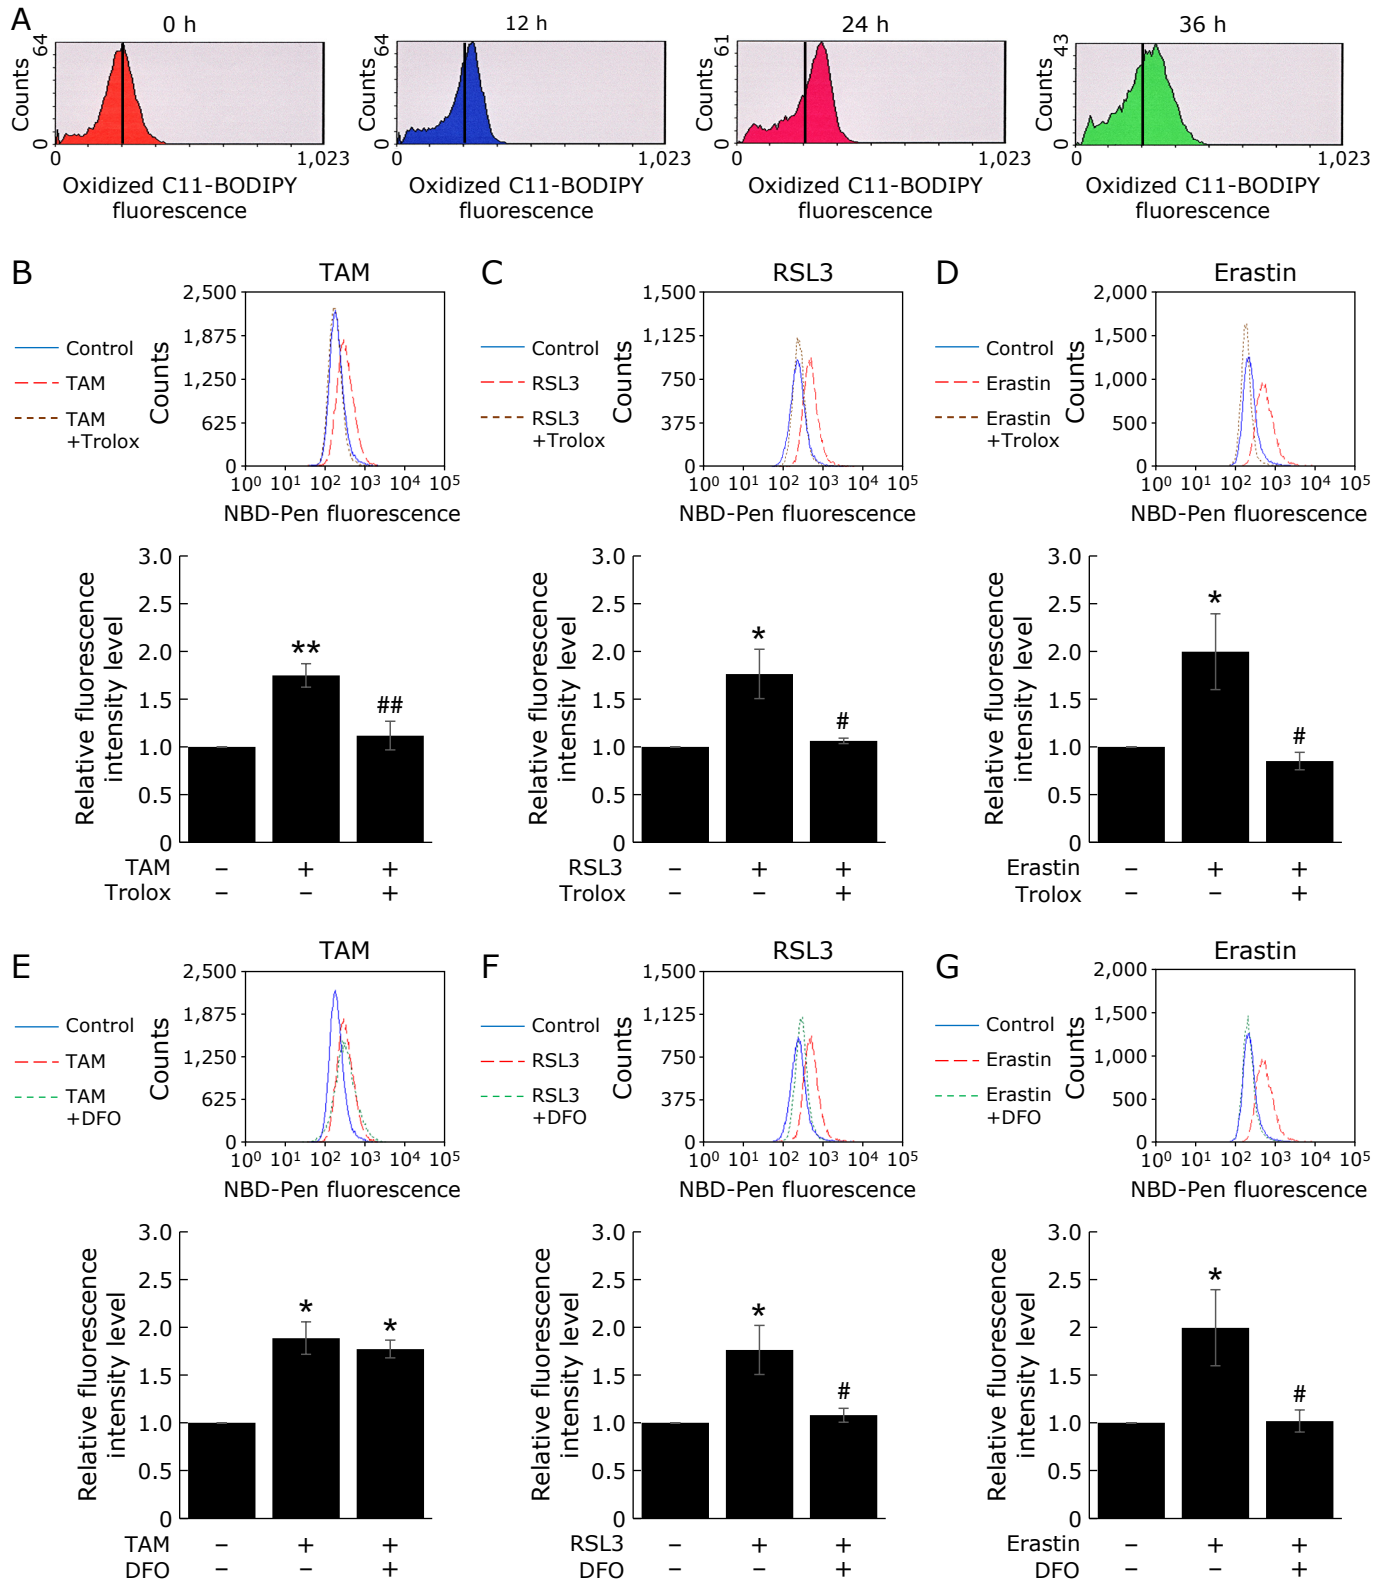 A
0 h
12 h
24 h
36 h
64
Counts
0
0
1,023
Oxidized C11-BODIPY
fluorescence
64
Counts
0
0
1,023
Oxidized C11-BODIPY
fluorescence
61
Counts
0
0
1,023
Oxidized C11-BODIPY
fluorescence
43
Counts
0
0
1,023
Oxidized C11-BODIPY
fluorescence
B
TAM
Control
TAM
TAM
+Trolox
Counts
2,500
1,875
1,250
625
0
10⁰ 10¹ 10² 10³ 10⁴ 10⁵
NBD-Pen fluorescence
Relative fluorescence
intensity level
3.0
2.5
2.0
1.5
1.0
0.5
0
**
##
TAM − + +
Trolox − − +
C
RSL3
Control
RSL3
RSL3
+Trolox
Counts
1,500
1,125
750
375
0
10⁰ 10¹ 10² 10³ 10⁴ 10⁵
NBD-Pen fluorescence
Relative fluorescence
intensity level
3.0
2.5
2.0
1.5
1.0
0.5
0
*
#
RSL3 − + +
Trolox − − +
D
Erastin
Control
Erastin
Erastin
+Trolox
Counts
2,000
1,500
1,000
500
0
10⁰ 10¹ 10² 10³ 10⁴ 10⁵
NBD-Pen fluorescence
Relative fluorescence
intensity level
3.0
2.5
2.0
1.5
1.0
0.5
0
*
#
Erastin − + +
Trolox − − +
E
TAM
Control
TAM
TAM
+DFO
Counts
2,500
1,875
1,250
625
0
10⁰ 10¹ 10² 10³ 10⁴ 10⁵
NBD-Pen fluorescence
Relative fluorescence
intensity level
3.0
2.5
2.0
1.5
1.0
0.5
0
*
*
TAM − + +
DFO − − +
F
RSL3
Control
RSL3
RSL3
+DFO
Counts
1,500
1,125
750
375
0
10⁰ 10¹ 10² 10³ 10⁴ 10⁵
NBD-Pen fluorescence
Relative fluorescence
intensity level
3.0
2.5
2.0
1.5
1.0
0.5
0
*
#
RSL3 − + +
DFO − − +
G
Erastin
Control
Erastin
Erastin
+DFO
Counts
2,000
1,500
1,000
500
0
10⁰ 10¹ 10² 10³ 10⁴ 10⁵
NBD-Pen fluorescence
Relative fluorescence
intensity level
3.0
2.5
2
1.5
1.0
0.5
0
*
#
Erastin − + +
DFO − − +